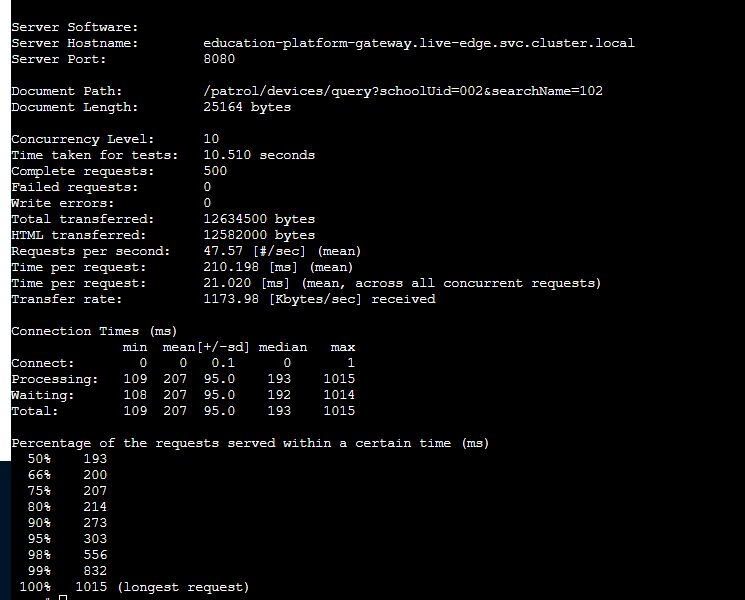 Server Software:
Server Hostname:        education-platform-gateway.live-edge.svc.cluster.local
Server Port:            8080
Document Path:          /patrol/devices/query?schoolUid=002&searchName=102
Document Length:        25164 bytes
Concurrency Level:      10
Time taken for tests:   10.510 seconds
Complete requests:      500
Failed requests:        0
Write errors:           0
Total transferred:      12634500 bytes
HTML transferred:       12582000 bytes
Requests per second:    47.57 [#/sec] (mean)
Time per request:       210.198 [ms] (mean)
Time per request:       21.020 [ms] (mean, across all concurrent requests)
Transfer rate:          1173.98 [Kbytes/sec] received
Connection Times (ms)
              min  mean[+/-sd] median   max
Connect:        0    0   0.1      0       1
Processing:   109  207  95.0    193    1015
Waiting:      108  207  95.0    192    1014
Total:        109  207  95.0    193    1015
Percentage of the requests served within a certain time (ms)
  50%    193
  66%    200
  75%    207
  80%    214
  90%    273
  95%    303
  98%    556
  99%    832
 100%   1015 (longest request)